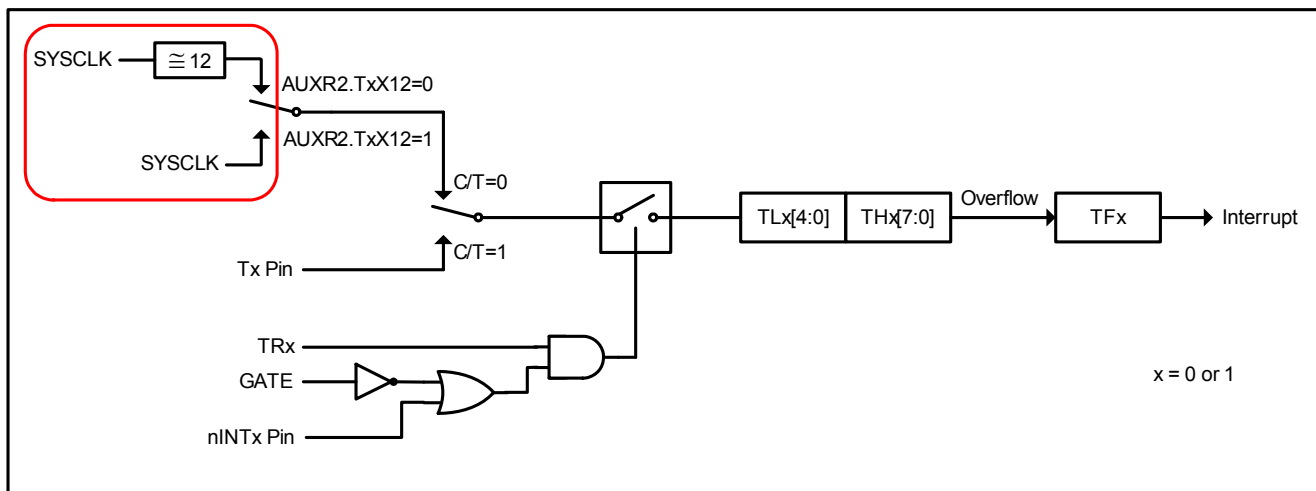 SYSCLK
≅ 12
AUXR2.TxX12=0
AUXR2.TxX12=1
SYSCLK
C/T=0
C/T=1
Tx Pin
TLx[4:0]
THx[7:0]
Overflow
TFx
Interrupt
TRx
GATE
nINTx Pin
x = 0 or 1